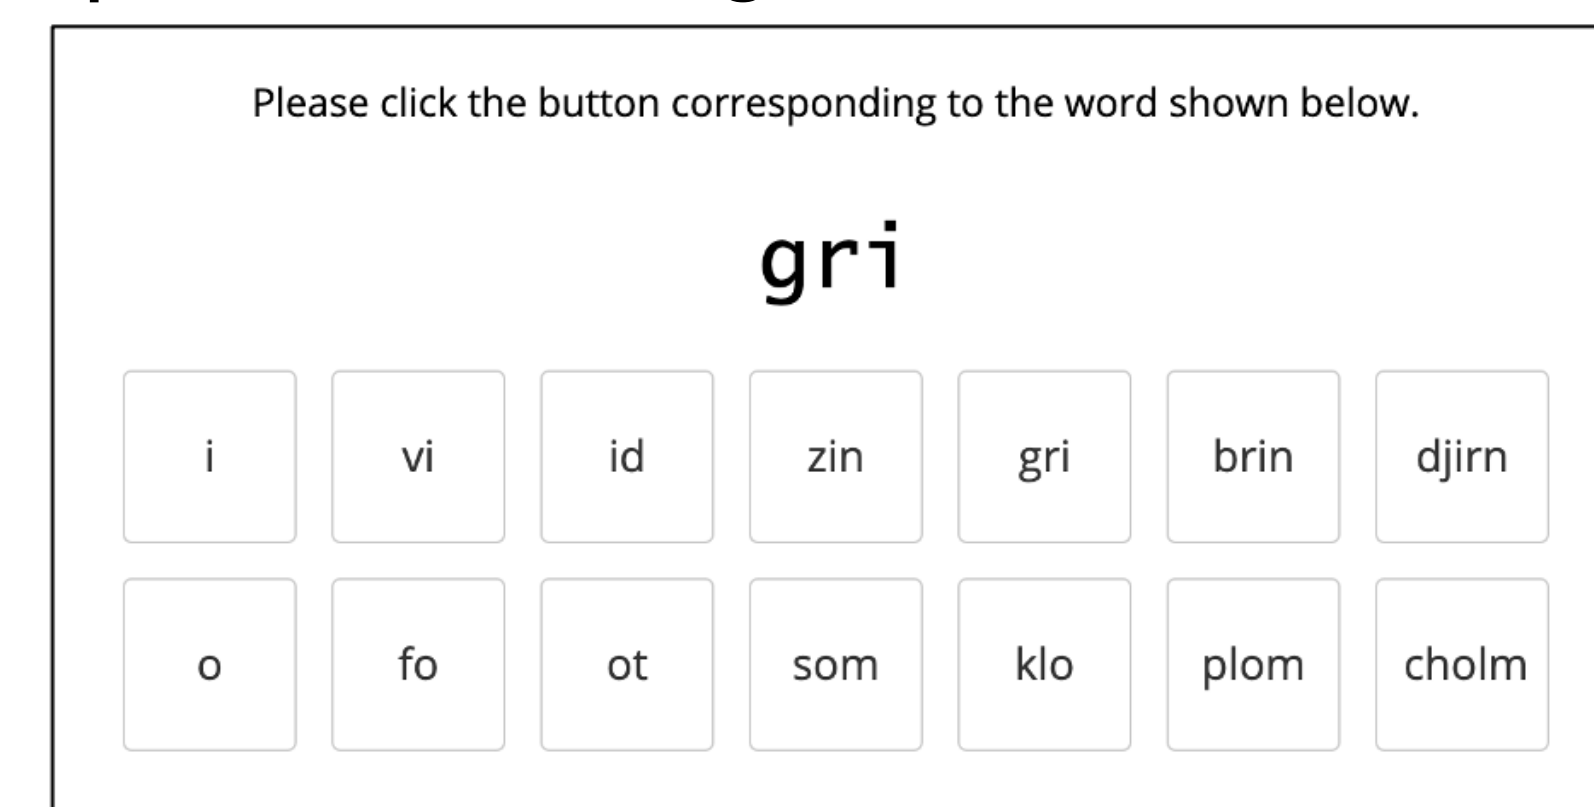 Please click the button corresponding to the word shown below.
gri
i vi id zin gri brin djirn
o fo ot som klo plom cholm